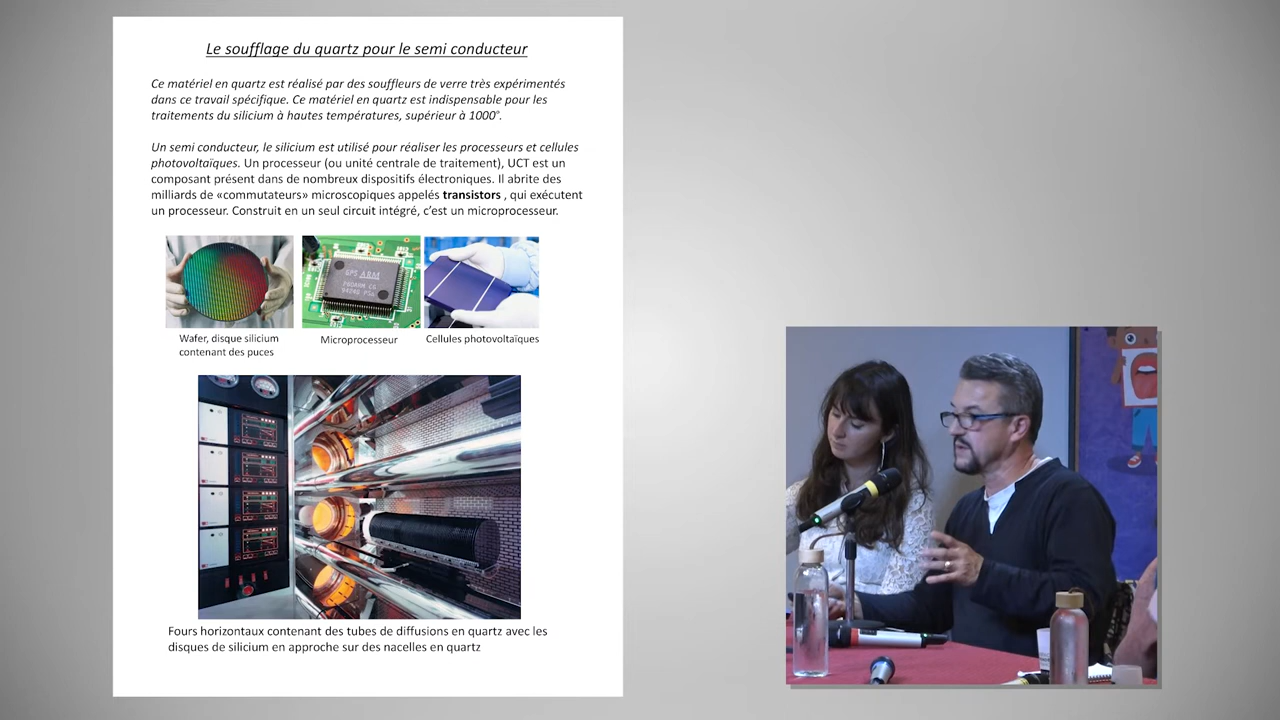 Le soufflage du quartz pour le semi conducteur
Ce matériel en quartz est réalisé par des souffleurs de verre très expérimentés
dans ce travail spécifique. Ce matériel en quartz est indispensable pour les
traitements du silicium à hautes températures, supérieur à 1000°.
Un semi conducteur, le silicium est utilisé pour réaliser les processeurs et cellules
photovoltaïques. Un processeur (ou unité centrale de traitement), UCT est un
composant présent dans de nombreux dispositifs électroniques. Il abrite des
milliards de «commutateurs» microscopiques appelés transistors , qui exécutent
un processeur. Construit en un seul circuit intégré, c’est un microprocesseur.
GPS ARM
Wafer, disque silicium
contenant des puces
Microprocesseur
Cellules photovoltaïques
Fours horizontaux contenant des tubes de diffusions en quartz avec les
disques de silicium en approche sur des nacelles en quartz